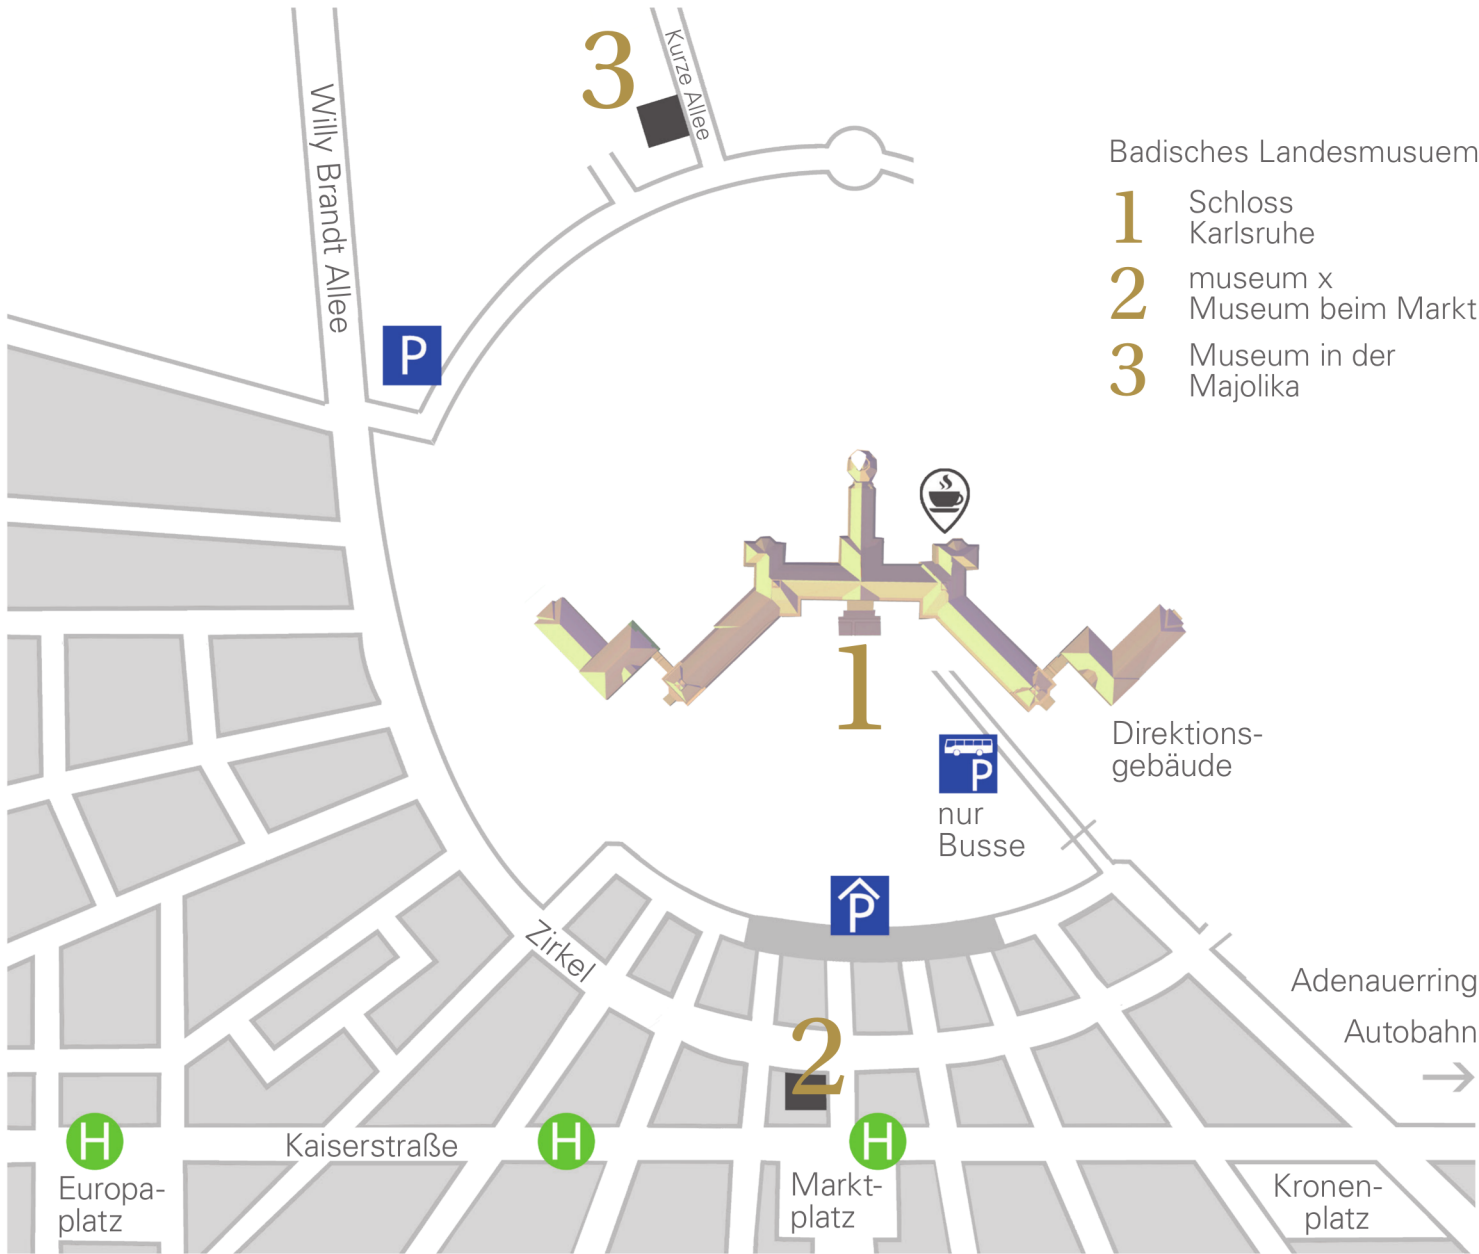 3
Kurze Allee
Willy Brandt Allee
Badisches Landesmusuem
1
Schloss
Karlsruhe
2
museum x
Museum beim Markt
3
Museum in der
Majolika
P
1
Direktions-
gebäude
P
nur
Busse
P
Zirkel
Adenauerring
Autobahn
2
H
H
H
Kaiserstraße
Europa-
platz
Markt-
platz
Kronen-
platz